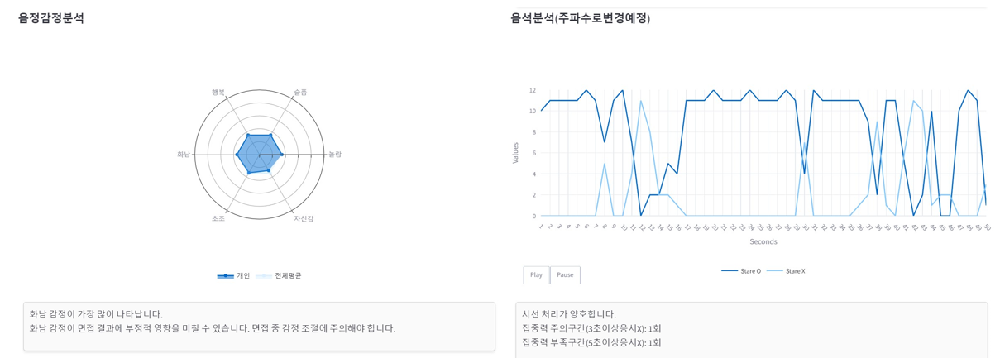 음정감정분석
행복
슬픔
화남
놀람
초조
자신감
개인
전체평균
화남 감정이 가장 많이 나타납니다.
화남 감정이 면접 결과에 부정적 영향을 미칠 수 있습니다. 면접 중 감정 조절에 주의해야 합니다.
음석분석(주파수로변경예정)
12
10
8
6
4
2
0
Values
1 2 3 4 5 6 7 8 9 10 11 12 13 14 15 16 17 18 19 20 21 22 23 24 25 26 27 28 29 30 31 32 33 34 35 36 37 38 39 40 41 42 43 44 45 46 47 48 49 50
Seconds
Play Pause
Stare O Stare X
시선 처리가 양호합니다.
집중력 주의구간(3초이상응시X): 1회
집중력 부족구간(5초이상응시X): 1회